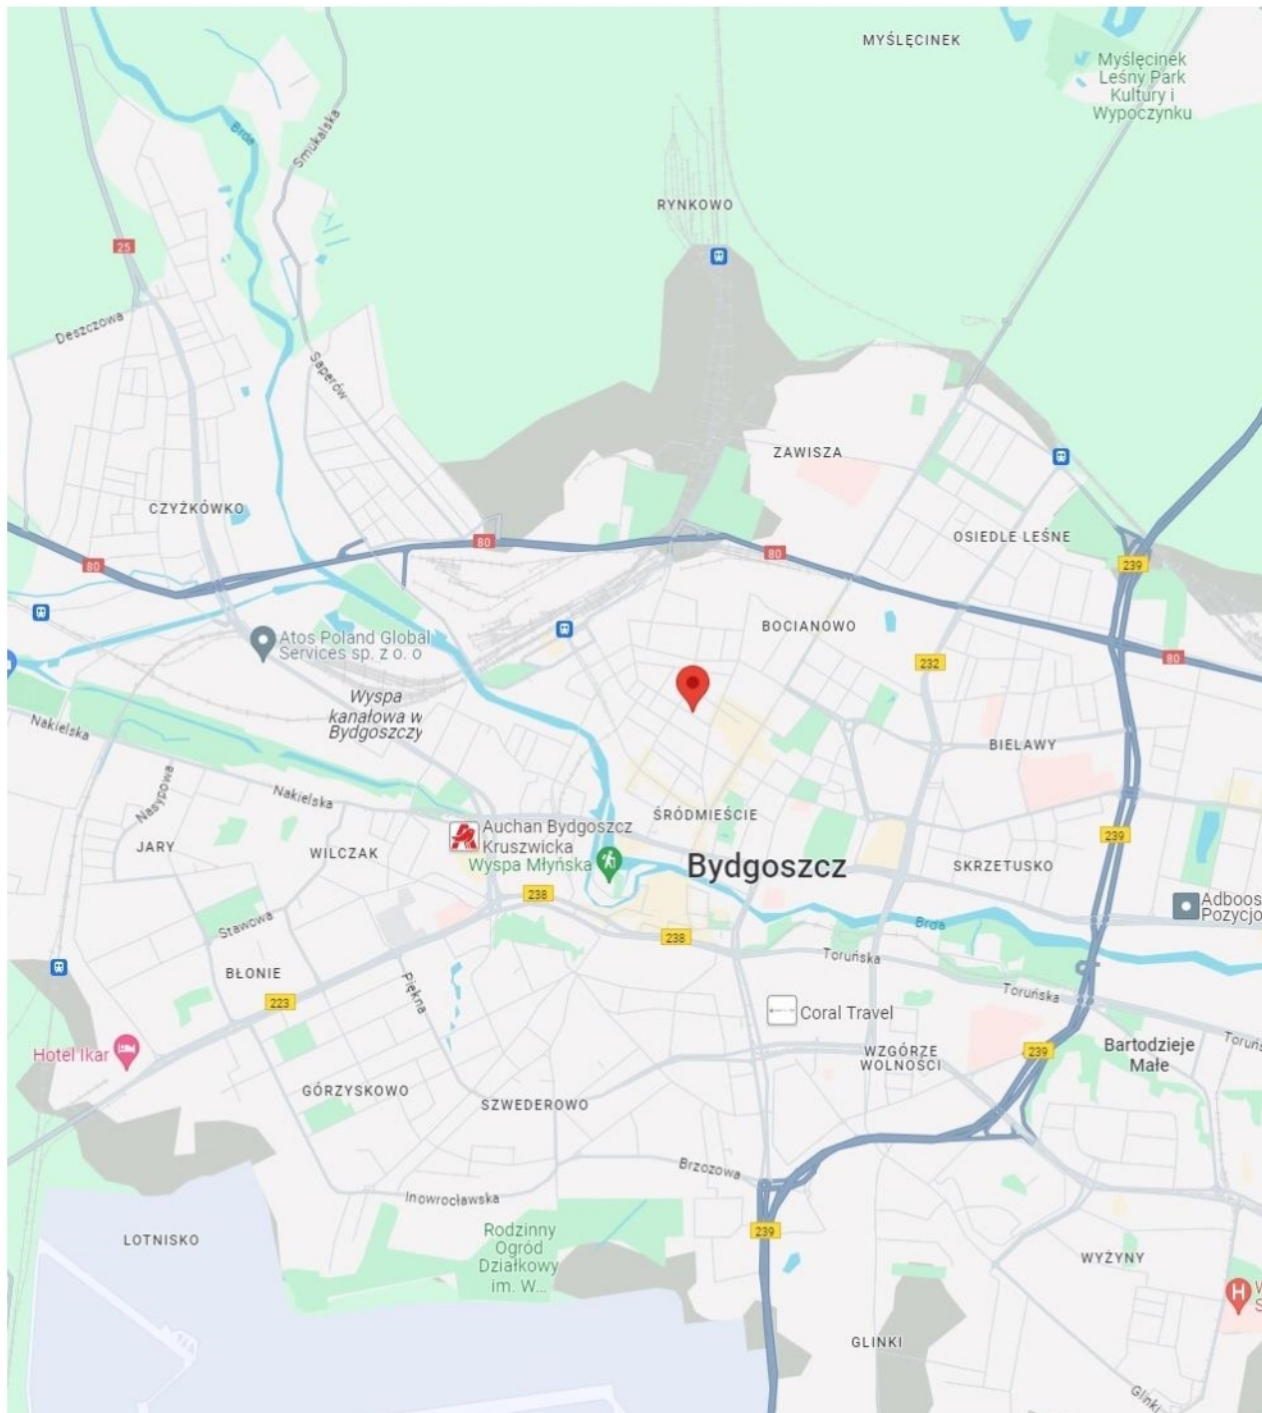 MYŚLĘCINEK
Myślęcinek
Leśny Park
Kultury i
Wypoczynku
Brda
Smukalska
RYNKOWO
25
Deszczowa
Saperów
ZAWISZA
CZYŻKÓWKO
OSIEDLE LEŚNE
80
80
80
239
BOCIANOWO
Atos Poland Global
Services sp. z o. o
232
80
Wyspa
kanałowa w
Bydgoszczy
Nakielska
BIELAWY
Nasypowa
Nakielska
ŚRÓDMIEŚCIE
Auchan Bydgoszcz
Kruszwicka
239
JARY
WILCZAK
Wyspa Młyńska
Bydgoszcz
SKRZETUSKO
238
Adboos
Pozycjo
Stawowa
Brda
238
Toruńska
BŁONIE
Piękna
223
Toruńska
Coral Travel
Hotel Ikar
239
Bartodzieje
Małe
Toruńs
WZGÓRZE
WOLNOŚCI
GÓRZYSKOWO
SZWEDEROWO
Brzozowa
Inowrocławska
LOTNISKO
Rodzinny
Ogród
Działkowy
im. W...
239
WYŻYNY
H
W
S
GLINKI
Glinki